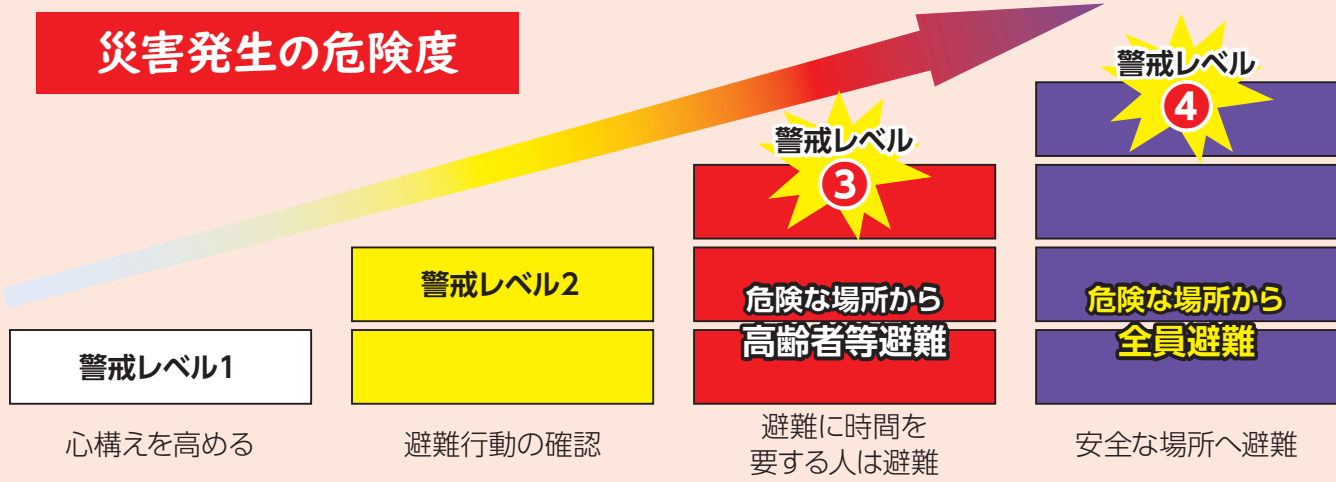 災害発生の危険度
警戒レベル1
心構えを高める
警戒レベル2
避難行動の確認
警戒レベル
3
危険な場所から
高齢者等避難
避難に時間を
要する人は避難
警戒レベル
4
危険な場所から
全員避難
安全な場所へ避難